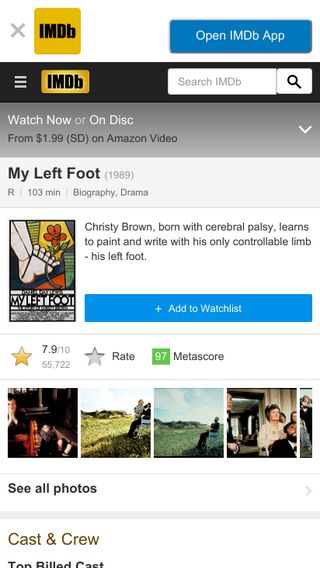 IMDb
Open IMDb App
IMDb
Search IMDb
Watch Now or On Disc
From $1.99 (SD) on Amazon Video
My Left Foot (1989)
R | 103 min | Biography, Drama
DANIEL DAY LEWIS
MY LEFT FOOT
Christy Brown, born with cerebral palsy, learns
to paint and write with his only controllable limb
- his left foot.
+ Add to Watchlist
7.9/10
55,722
Rate
97 Metascore
See all photos
Cast & Crew
Top Billed Cast